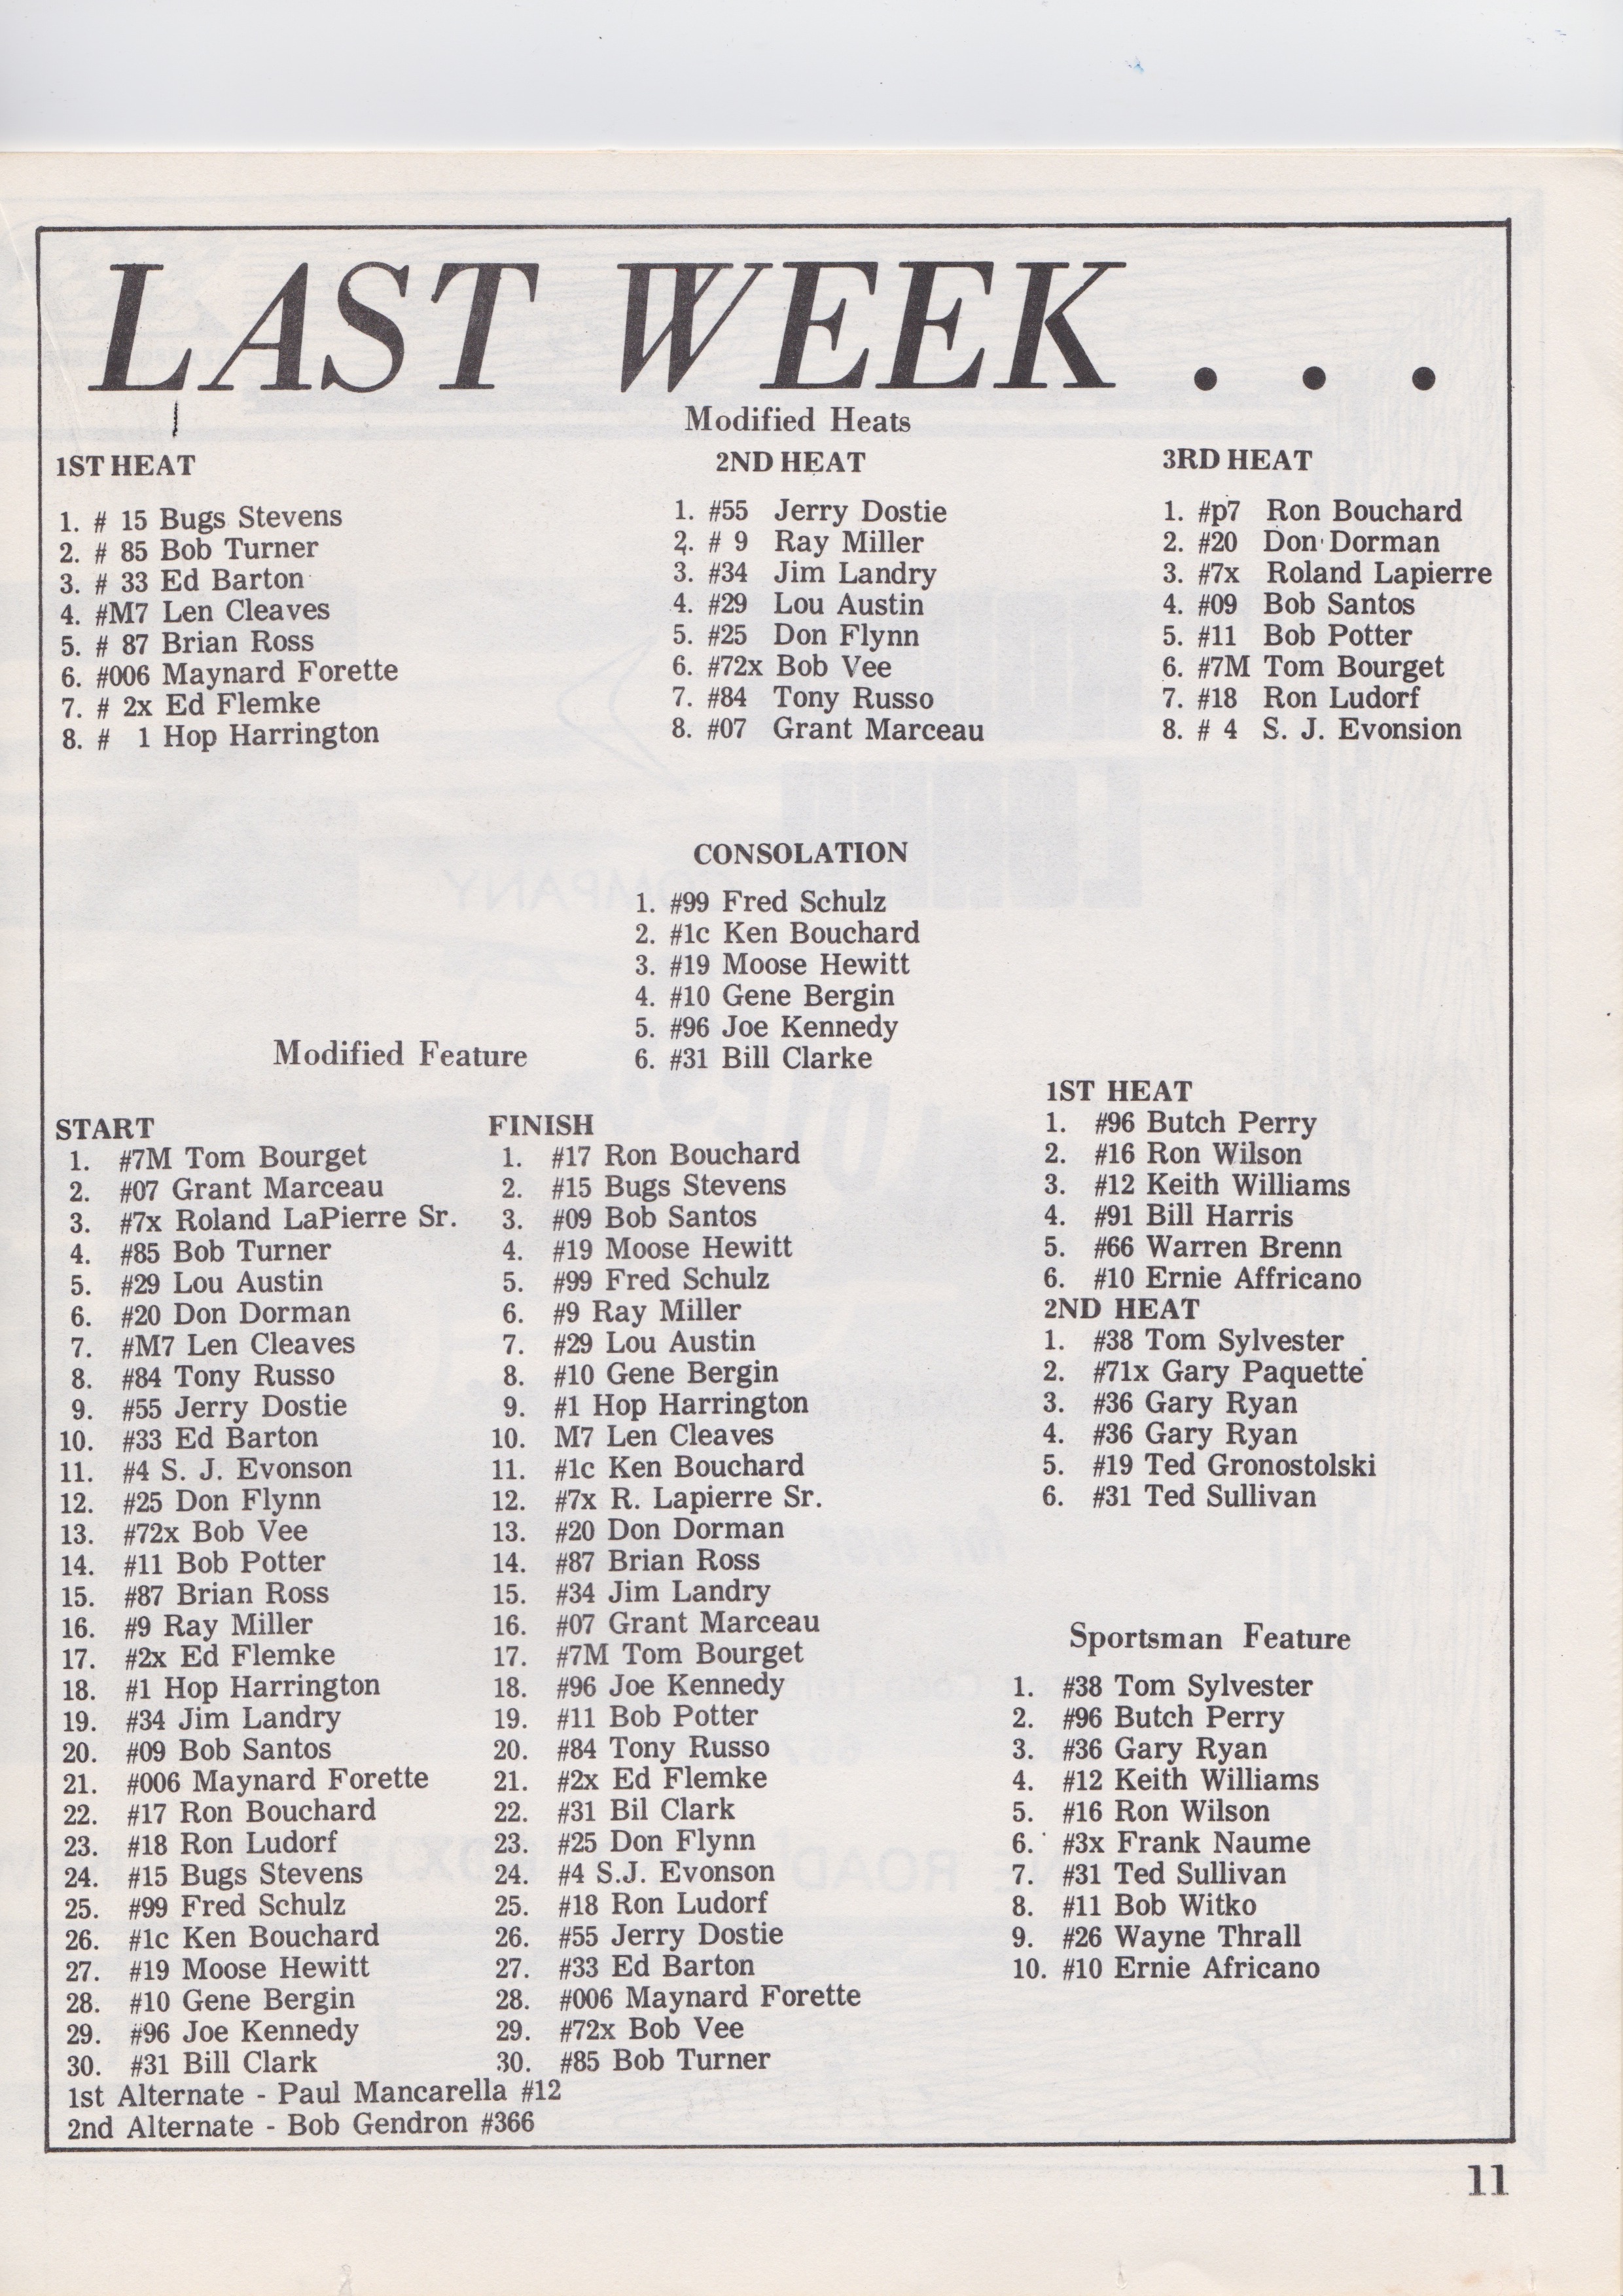 LAST WEEK . . .
Modified Heats
1ST HEAT
1. # 15 Bugs Stevens
2. # 85 Bob Turner
3. # 33 Ed Barton
4. #M7 Len Cleaves
5. # 87 Brian Ross
6. #006 Maynard Forette
7. # 2x Ed Flemke
8. # 1 Hop Harrington
2ND HEAT
1. #55 Jerry Dostie
2. # 9 Ray Miller
3. #34 Jim Landry
4. #29 Lou Austin
5. #25 Don Flynn
6. #72x Bob Vee
7. #84 Tony Russo
8. #07 Grant Marceau
3RD HEAT
1. #p7 Ron Bouchard
2. #20 Don Dorman
3. #7x Roland Lapierre
4. #09 Bob Santos
5. #11 Bob Potter
6. #7M Tom Bourget
7. #18 Ron Ludorf
8. # 4 S. J. Evonsion
CONSOLATION
1. #99 Fred Schulz
2. #1c Ken Bouchard
3. #19 Moose Hewitt
4. #10 Gene Bergin
5. #96 Joe Kennedy
6. #31 Bill Clarke
Modified Feature
START
1. #7M Tom Bourget
2. #07 Grant Marceau
3. #7x Roland LaPierre Sr.
4. #85 Bob Turner
5. #29 Lou Austin
6. #20 Don Dorman
7. #M7 Len Cleaves
8. #84 Tony Russo
9. #55 Jerry Dostie
10. #33 Ed Barton
11. #4 S. J. Evonson
12. #25 Don Flynn
13. #72x Bob Vee
14. #11 Bob Potter
15. #87 Brian Ross
16. #9 Ray Miller
17. #2x Ed Flemke
18. #1 Hop Harrington
19. #34 Jim Landry
20. #09 Bob Santos
21. #006 Maynard Forette
22. #17 Ron Bouchard
23. #18 Ron Ludorf
24. #15 Bugs Stevens
25. #99 Fred Schulz
26. #1c Ken Bouchard
27. #19 Moose Hewitt
28. #10 Gene Bergin
29. #96 Joe Kennedy
30. #31 Bill Clark
1st Alternate - Paul Mancarella #12
2nd Alternate - Bob Gendron #366
FINISH
1. #17 Ron Bouchard
2. #15 Bugs Stevens
3. #09 Bob Santos
4. #19 Moose Hewitt
5. #99 Fred Schulz
6. #9 Ray Miller
7. #29 Lou Austin
8. #10 Gene Bergin
9. #1 Hop Harrington
10. M7 Len Cleaves
11. #1c Ken Bouchard
12. #7x R. Lapierre Sr.
13. #20 Don Dorman
14. #87 Brian Ross
15. #34 Jim Landry
16. #07 Grant Marceau
17. #7M Tom Bourget
18. #96 Joe Kennedy
19. #11 Bob Potter
20. #84 Tony Russo
21. #2x Ed Flemke
22. #31 Bil Clark
23. #25 Don Flynn
24. #4 S.J. Evonson
25. #18 Ron Ludorf
26. #55 Jerry Dostie
27. #33 Ed Barton
28. #006 Maynard Forette
29. #72x Bob Vee
30. #85 Bob Turner
1ST HEAT
1. #96 Butch Perry
2. #16 Ron Wilson
3. #12 Keith Williams
4. #91 Bill Harris
5. #66 Warren Brenn
6. #10 Ernie Affricano
2ND HEAT
1. #38 Tom Sylvester
2. #71x Gary Paquette
3. #36 Gary Ryan
4. #36 Gary Ryan
5. #19 Ted Gronostolski
6. #31 Ted Sullivan
Sportsman Feature
1. #38 Tom Sylvester
2. #96 Butch Perry
3. #36 Gary Ryan
4. #12 Keith Williams
5. #16 Ron Wilson
6. #3x Frank Naume
7. #31 Ted Sullivan
8. #11 Bob Witko
9. #26 Wayne Thrall
10. #10 Ernie Africano
11